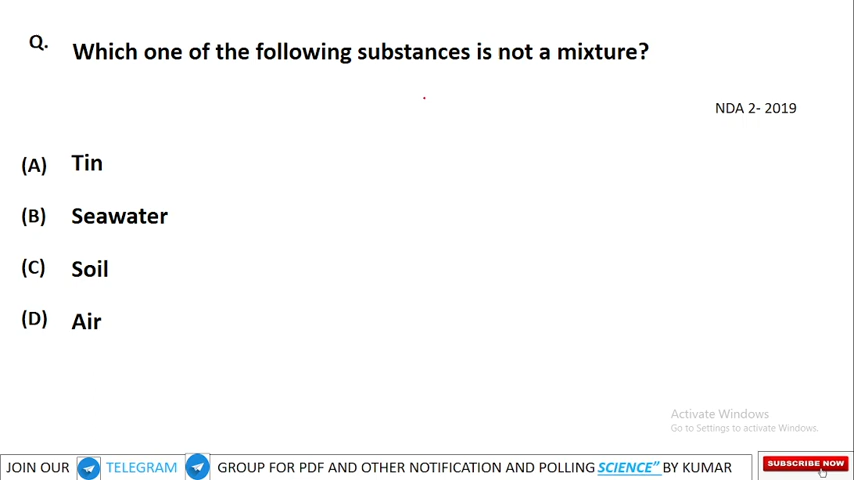 Q. Which one of the following substances is not a mixture?
NDA 2- 2019
(A) Tin
(B) Seawater
(C) Soil
(D) Air
Activate Windows
Go to Settings to activate Windows.
JOIN OUR TELEGRAM GROUP FOR PDF AND OTHER NOTIFICATION AND POLLING SCIENCE” BY KUMAR
SUBSCRIBE NOW